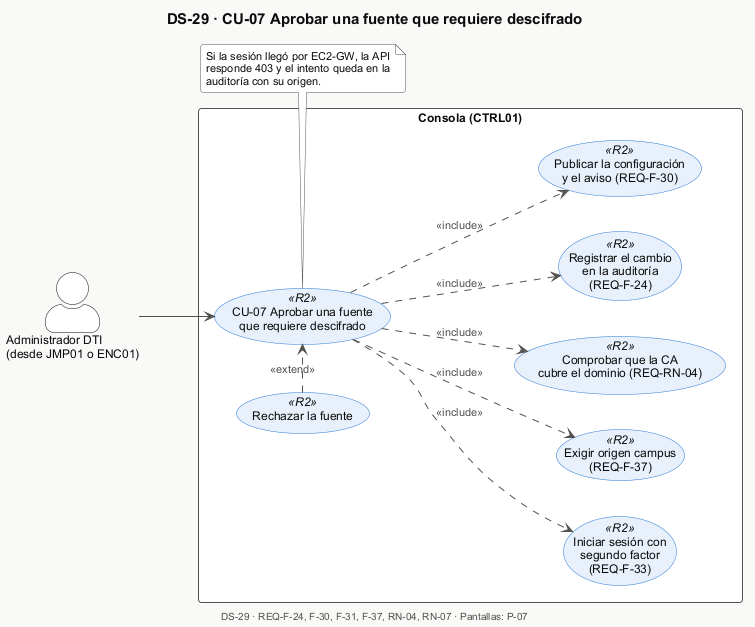 DS-29 · CU-07 Aprobar una fuente que requiere descifrado
Si la sesión llegó por EC2-GW, la API
responde 403 y el intento queda en la
auditoría con su origen.
Consola (CTRL01)
«R2»
Publicar la configuración
y el aviso (REQ-F-30)
«include»
«R2»
Registrar el cambio
en la auditoría
(REQ-F-24)
«include»
Administrador DTI
(desde JMP01 o ENC01)
«R2»
CU-07 Aprobar una fuente
que requiere descifrado
«include»
«R2»
Comprobar que la CA
cubre el dominio (REQ-RN-04)
«extend»
«include»
«R2»
Rechazar la fuente
«include»
«R2»
Exigir origen campus
(REQ-F-37)
«R2»
Iniciar sesión con
segundo factor
(REQ-F-33)
DS-29 · REQ-F-24, F-30, F-31, F-37, RN-04, RN-07 · Pantallas: P-07